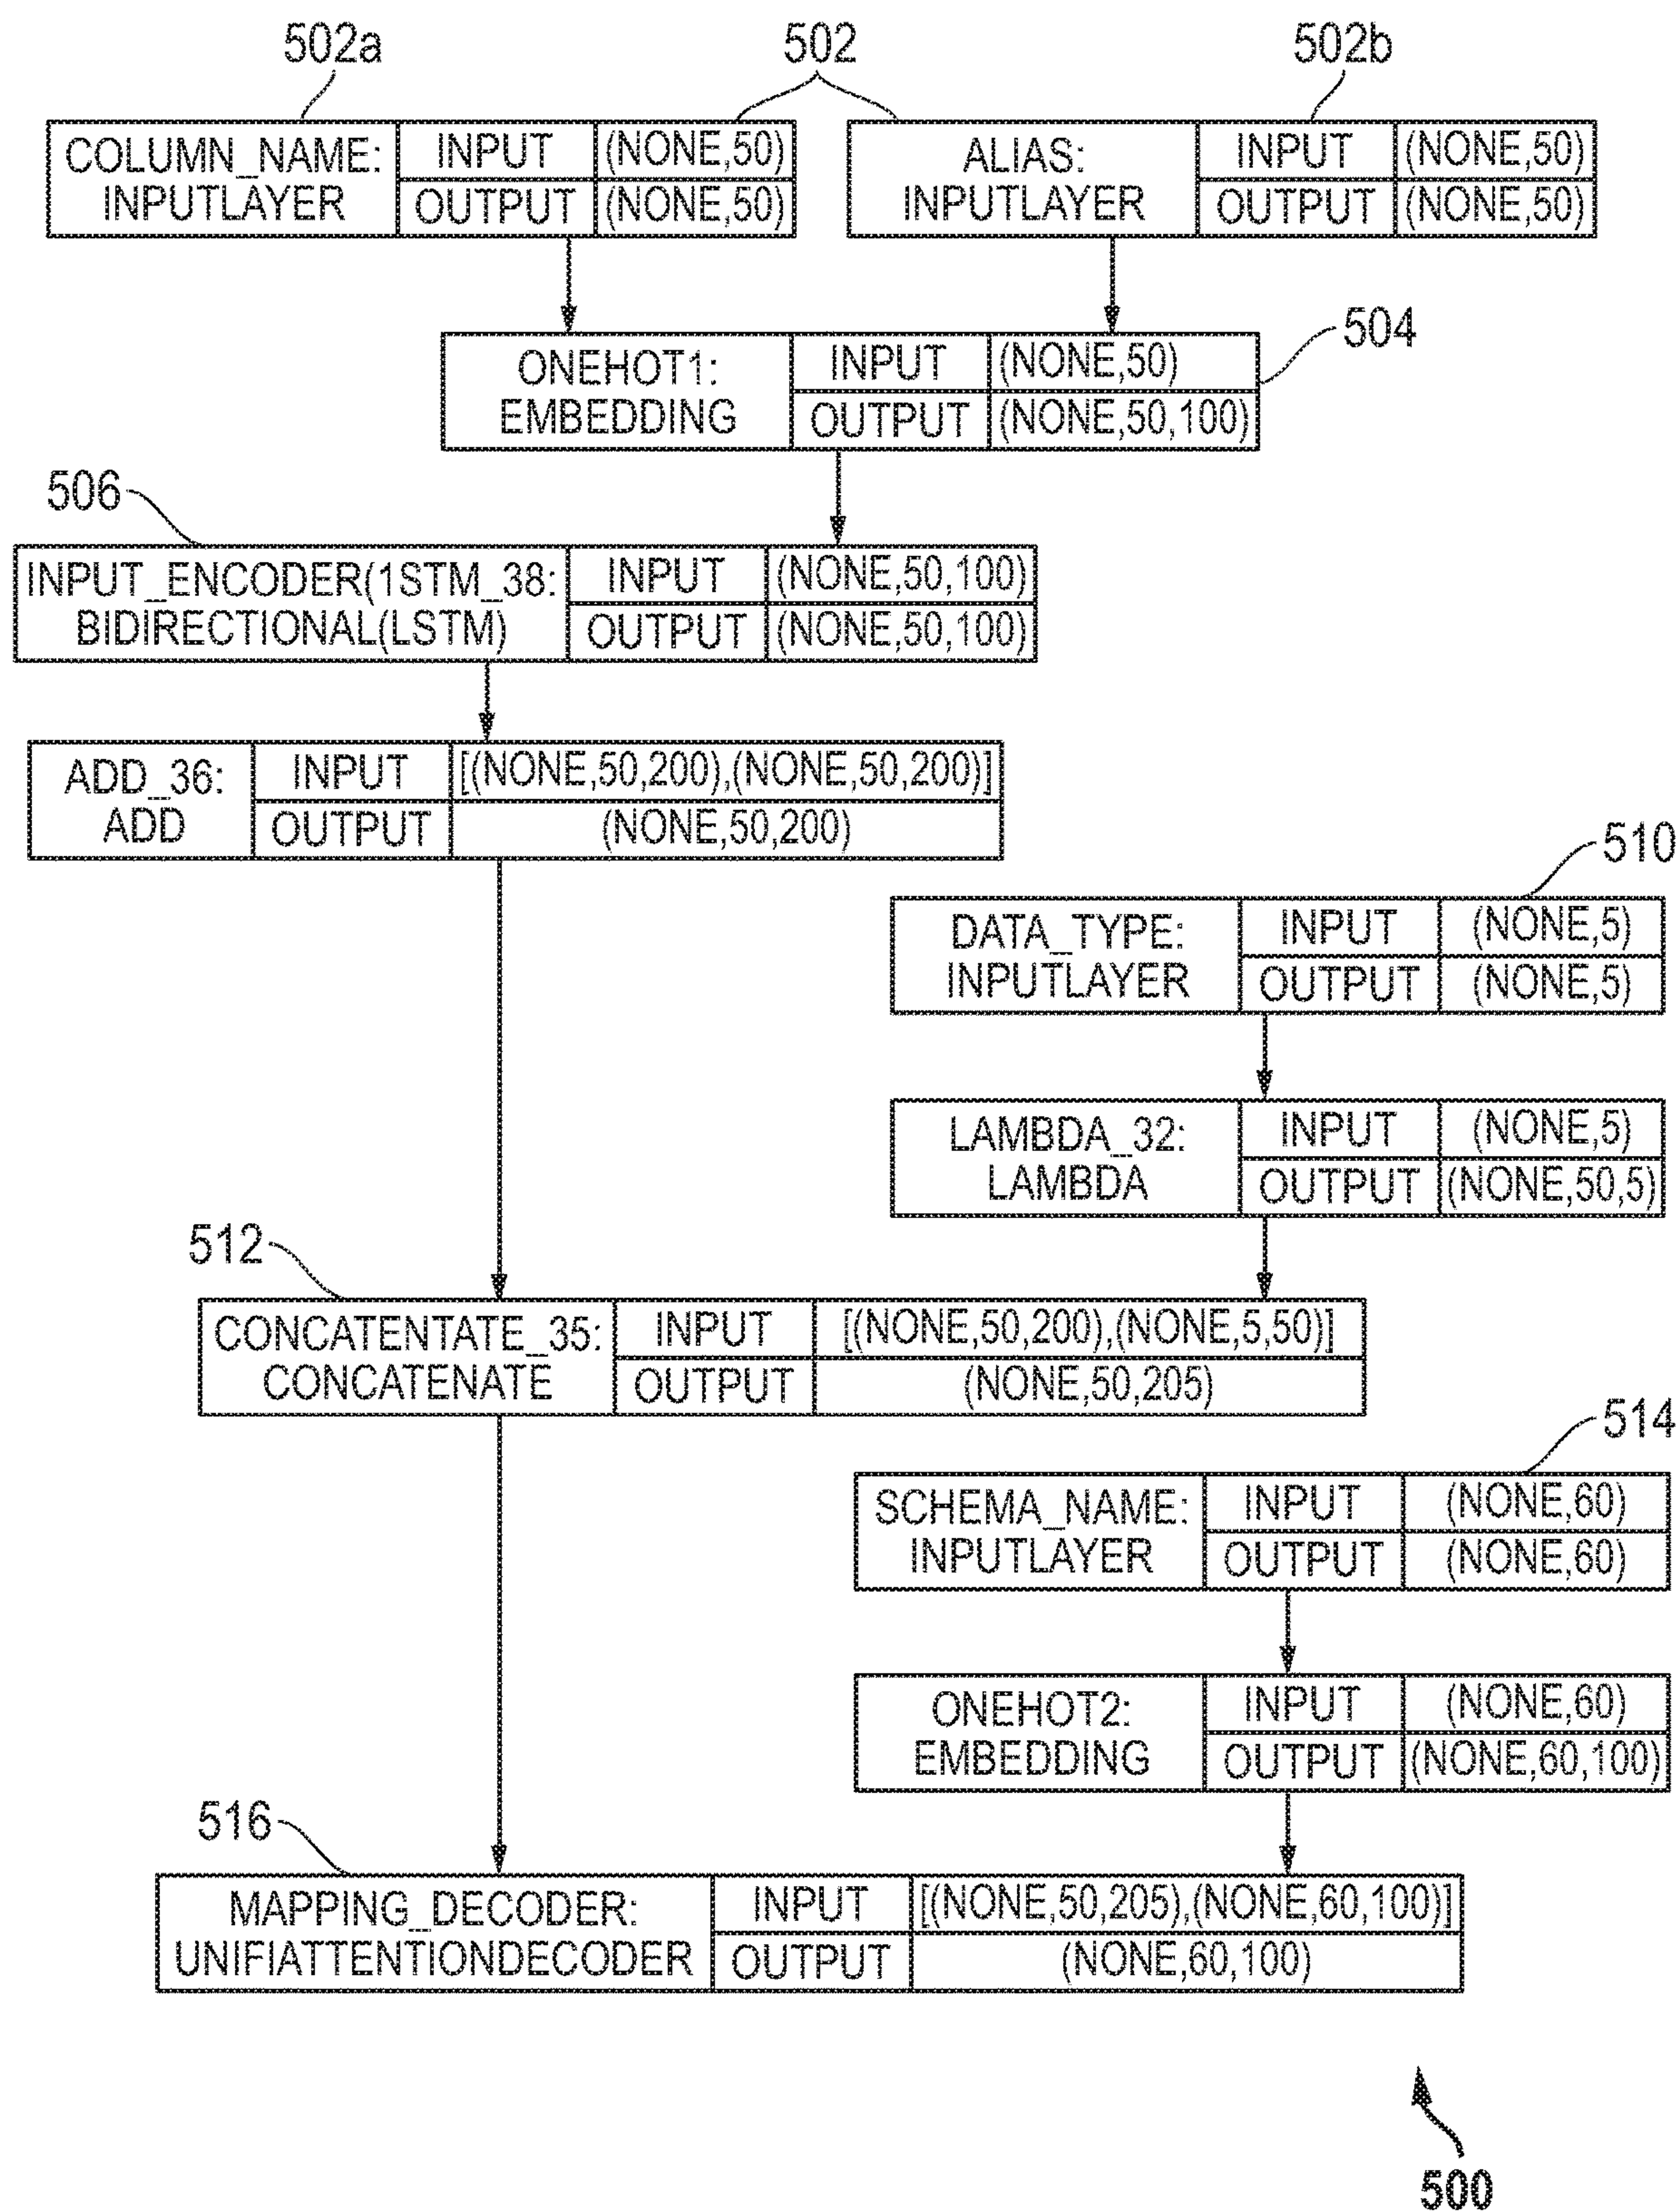 502a
502
502b
COLUMN_NAME:
INPUTLAYER
INPUT
(NONE,50)
OUTPUT
(NONE,50)
ALIAS:
INPUTLAYER
INPUT
(NONE,50)
OUTPUT
(NONE,50)
504
ONEHOT1:
EMBEDDING
INPUT
(NONE,50)
OUTPUT
(NONE,50,100)
506
INPUT_ENCODER(1STM_38:
BIDIRECTIONAL(LSTM)
INPUT
(NONE,50,100)
OUTPUT
(NONE,50,100)
ADD_36:
ADD
INPUT
[(NONE,50,200),(NONE,50,200)]
OUTPUT
(NONE,50,200)
510
DATA_TYPE:
INPUTLAYER
INPUT
(NONE,5)
OUTPUT
(NONE,5)
LAMBDA_32:
LAMBDA
INPUT
(NONE,5)
OUTPUT
(NONE,50,5)
512
CONCATENTATE_35:
CONCATENATE
INPUT
[(NONE,50,200),(NONE,5,50)]
OUTPUT
(NONE,50,205)
514
SCHEMA_NAME:
INPUTLAYER
INPUT
(NONE,60)
OUTPUT
(NONE,60)
ONEHOT2:
EMBEDDING
INPUT
(NONE,60)
OUTPUT
(NONE,60,100)
516
MAPPING_DECODER:
UNIFIATTENTIONDECODER
INPUT
[(NONE,50,205),(NONE,60,100)]
OUTPUT
(NONE,60,100)
500